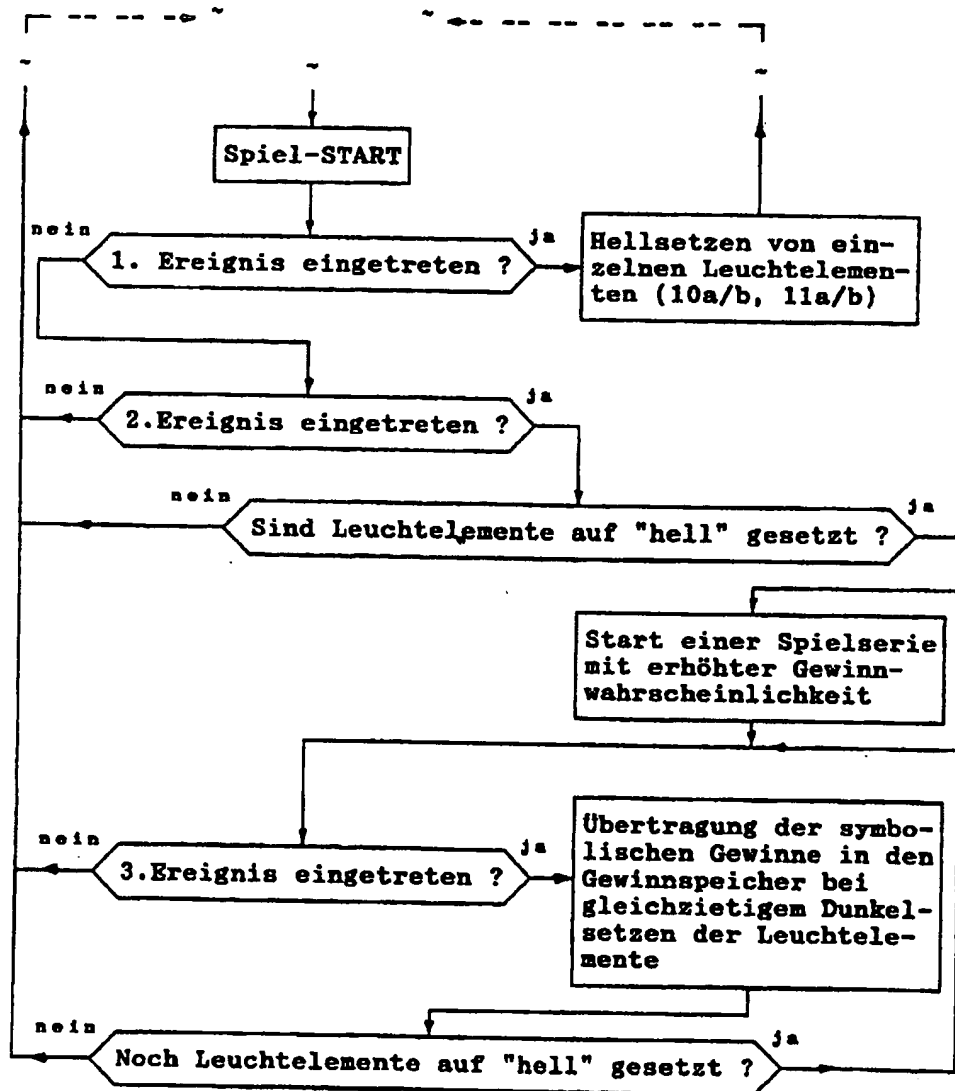 Spiel-START
nein
ja
1. Ereignis eingetreten ?
Hellsetzen von ein-
zelnen Leuchtelemen-
ten (10a/b, 11a/b)
nein
ja
2.Ereignis eingetreten ?
nein
ja
Sind Leuchtelemente auf "hell" gesetzt ?
Start einer Spielserie
mit erhöhter Gewinn-
wahrscheinlichkeit
nein
ja
3.Ereignis eingetreten ?
Übertragung der symbo-
lischen Gewinne in den
Gewinnspeicher bei
gleichzietigem Dunkel-
setzen der Leuchtele-
mente
nein
ja
Noch Leuchtelemente auf "hell" gesetzt ?